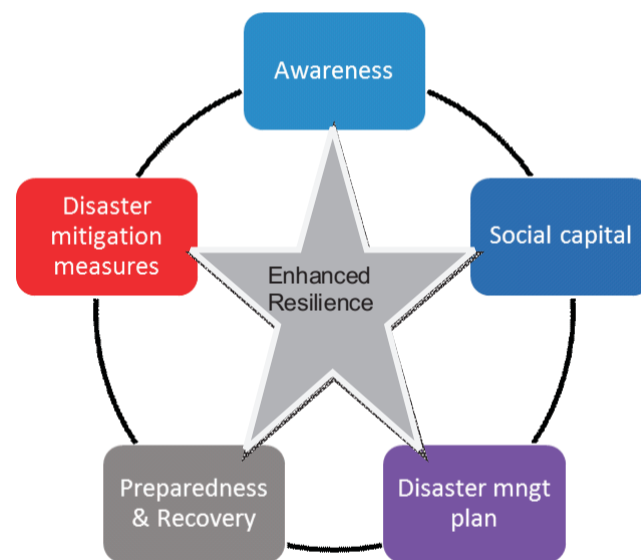 Awareness
Disaster
mitigation
measures
Social capital
Enhanced
Resilience
Preparedness
& Recovery
Disaster mngt
plan